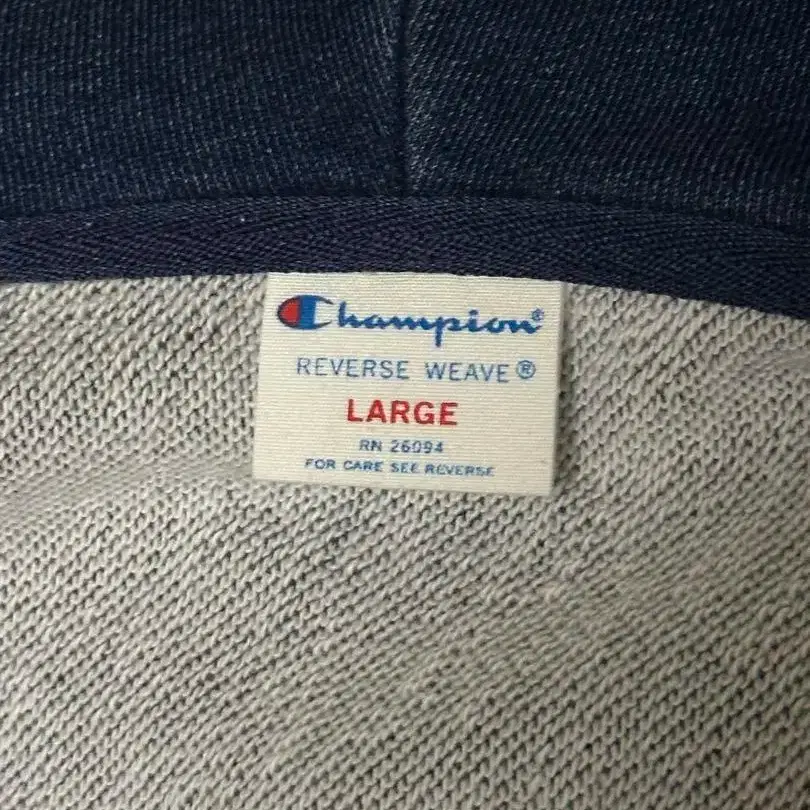 Champion®
REVERSE WEAVE®
LARGE
RN 26094
FOR CARE SEE REVERSE